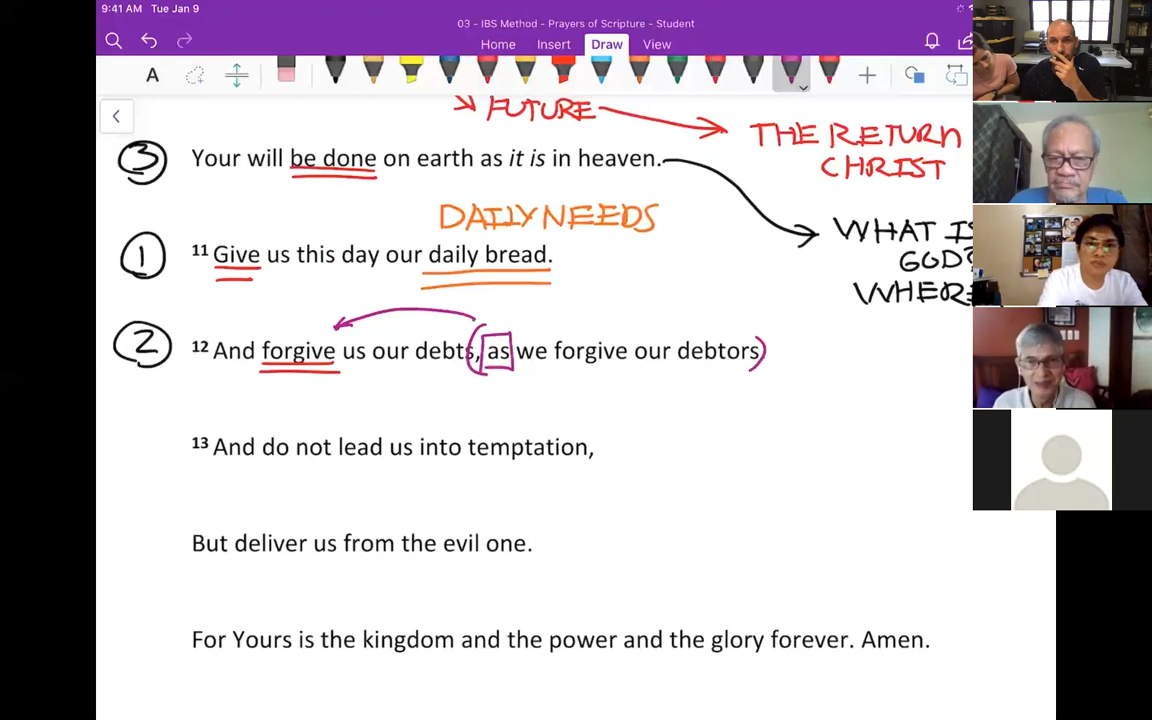 9:41 AM Tue Jan 9
03 - IBS Method - Prayers of Scripture - Student
Home Insert Draw View
A
FUTURE
THE RETURN
CHRIST
3 Your will be done on earth as it is in heaven.
WHAT IS
GOD?
WHERE
DAILY NEEDS
1 11 Give us this day our daily bread.
2 12 And forgive us our debts, (as we forgive our debtors)
13 And do not lead us into temptation,
But deliver us from the evil one.
For Yours is the kingdom and the power and the glory forever. Amen.